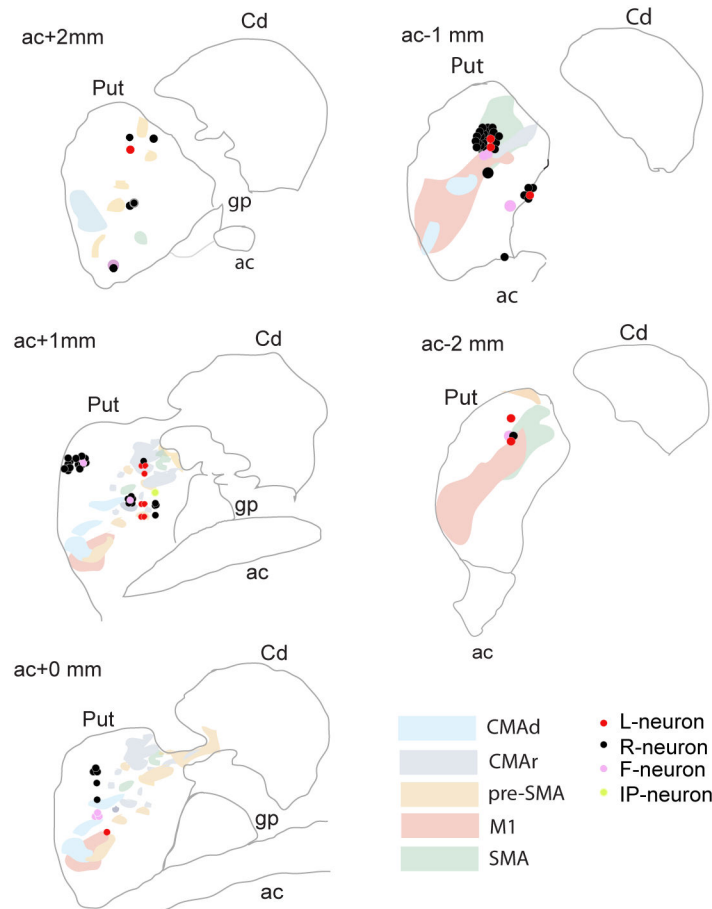 ac+2mm
Cd
Put
gp
ac
ac-1 mm
Cd
Put
ac
ac+1mm
Cd
Put
gp
ac
ac-2 mm
Cd
Put
ac
ac+0 mm
Cd
Put
gp
ac
CMAd
CMAr
pre-SMA
M1
SMA
L-neuron
R-neuron
F-neuron
IP-neuron